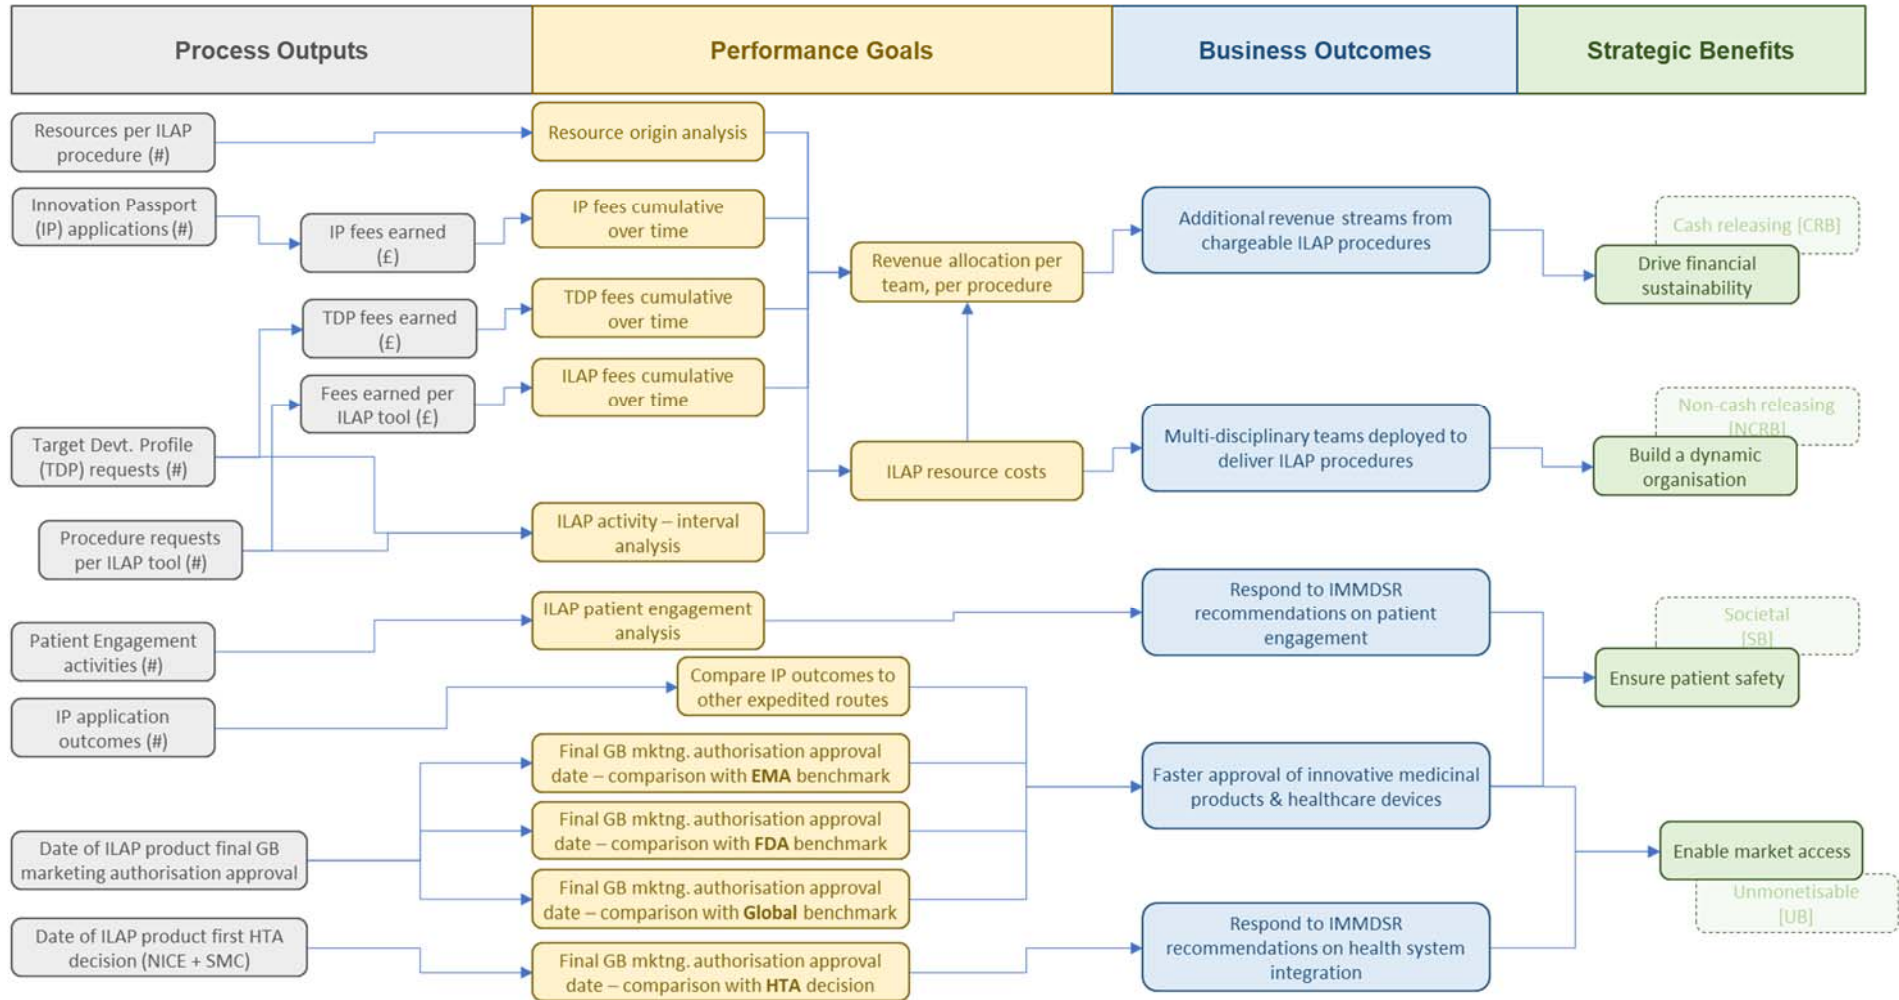 Process Outputs
Performance Goals
Business Outcomes
Strategic Benefits
Resources per ILAP
procedure (#)
Innovation Passport
(IP) applications (#)
IP fees earned
(£)
TDP fees earned
(£)
Fees earned per
ILAP tool (£)
Target Devt. Profile
(TDP) requests (#)
Procedure requests
per ILAP tool (#)
Patient Engagement
activities (#)
IP application
outcomes (#)
Date of ILAP product final GB
marketing authorisation approval
Date of ILAP product first HTA
decision (NICE + SMC)
Resource origin analysis
IP fees cumulative
over time
TDP fees cumulative
over time
ILAP fees cumulative
over time
ILAP activity – interval
analysis
ILAP patient engagement
analysis
Compare IP outcomes to
other expedited routes
Final GB mktng. authorisation approval
date – comparison with EMA benchmark
Final GB mktng. authorisation approval
date – comparison with FDA benchmark
Final GB mktng. authorisation approval
date – comparison with Global benchmark
Final GB mktng. authorisation approval
date – comparison with HTA decision
Revenue allocation per
team, per procedure
ILAP resource costs
Additional revenue streams from
chargeable ILAP procedures
Multi-disciplinary teams deployed to
deliver ILAP procedures
Respond to IMMDSR
recommendations on patient
engagement
Faster approval of innovative medicinal
products & healthcare devices
Respond to IMMDSR
recommendations on health system
integration
Cash releasing [CRB]
Drive financial
sustainability
Non-cash releasing
[NCRB]
Build a dynamic
organisation
Societal
[SB]
Ensure patient safety
Enable market access
Unmonetisable
[UB]